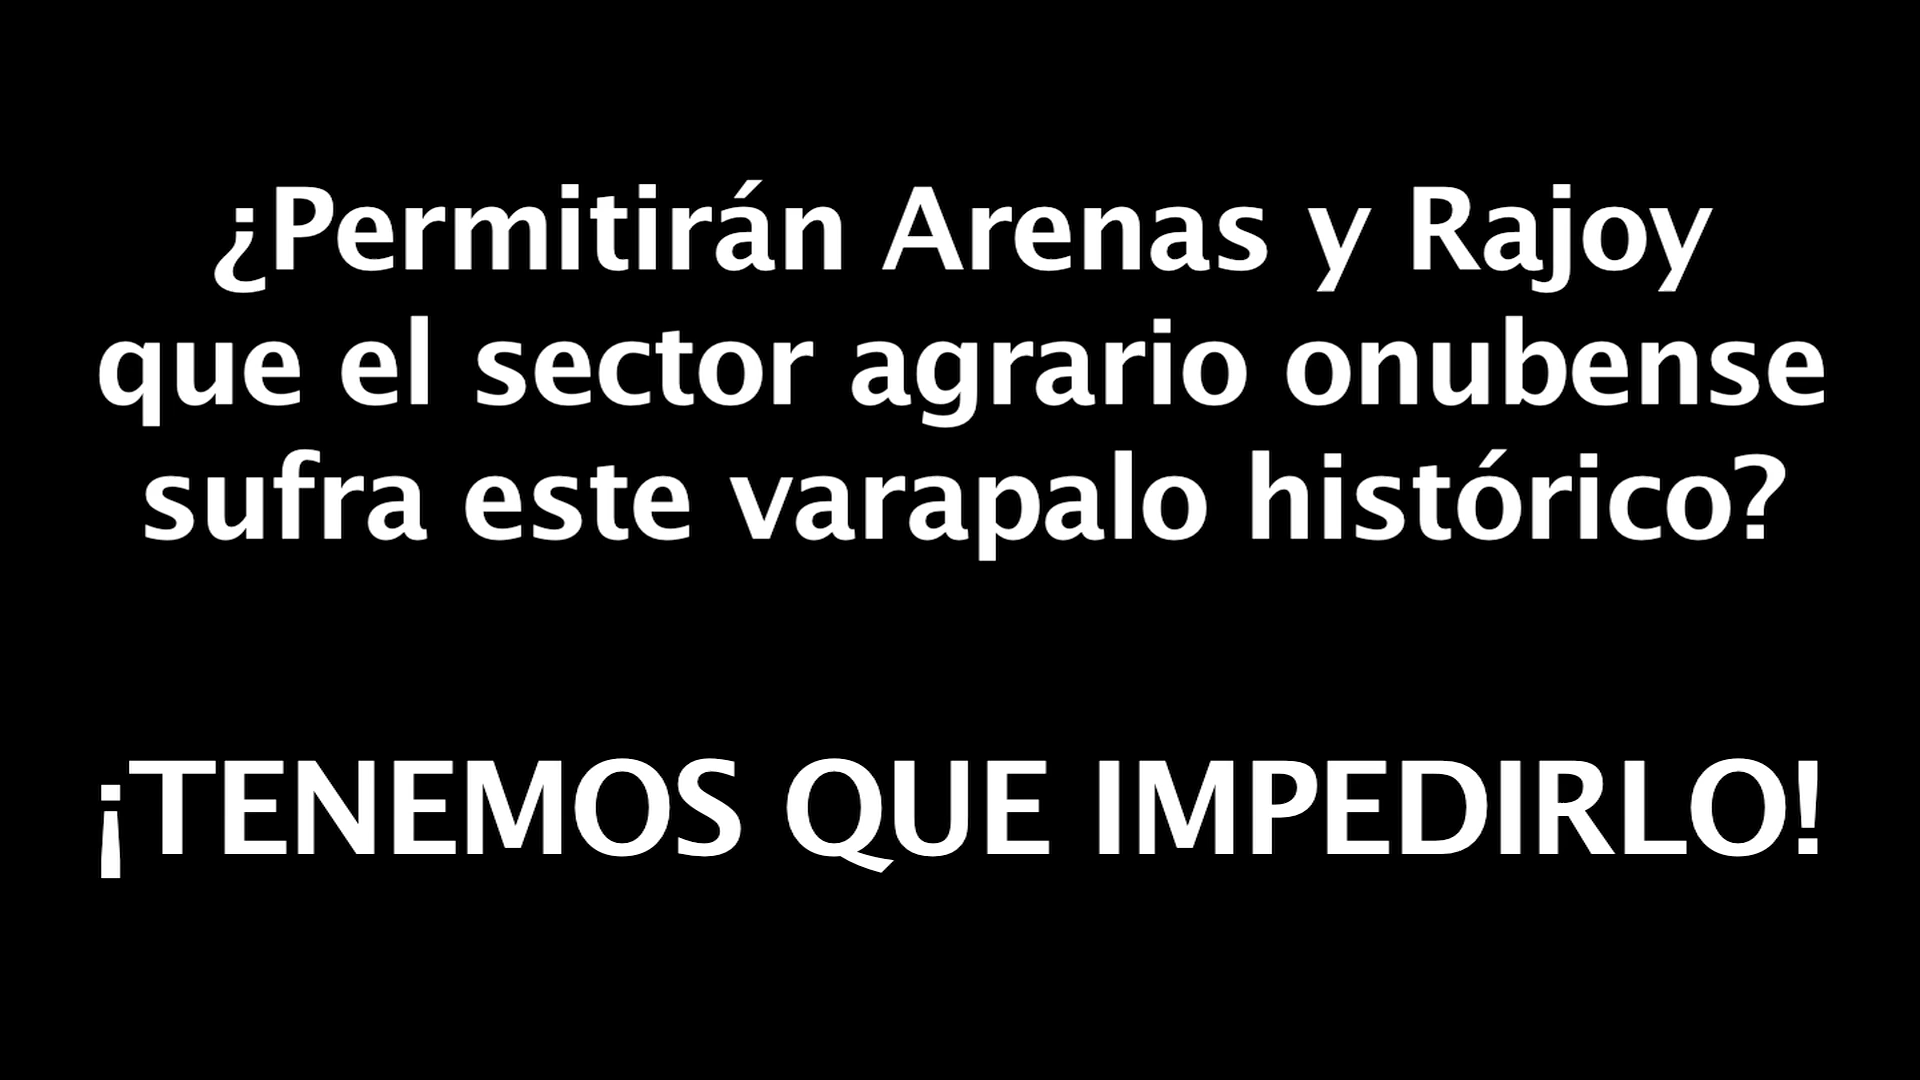 ¿Permitirán Arenas y Rajoy
que el sector agrario onubense
sufra este varapalo histórico?
¡TENEMOS QUE IMPEDIRLO!